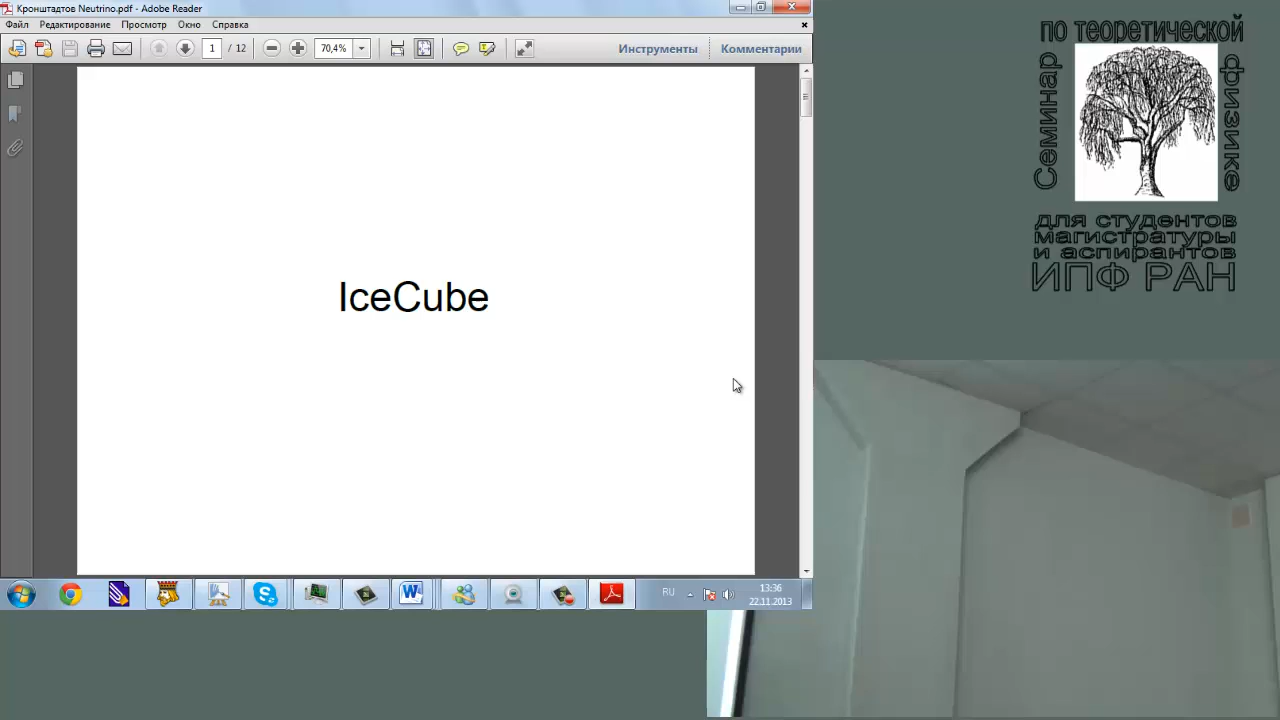 Кронштадтов Neutrino.pdf - Adobe Reader
Файл Редактирование Просмотр Окно Справка
1 / 12 70,4% Инструменты Комментарии
IceCube
RU 13:36
22.11.2013
по теоретической
Семинар
физике
для студентов
магистратуры
и аспирантов
ИПФ РАН